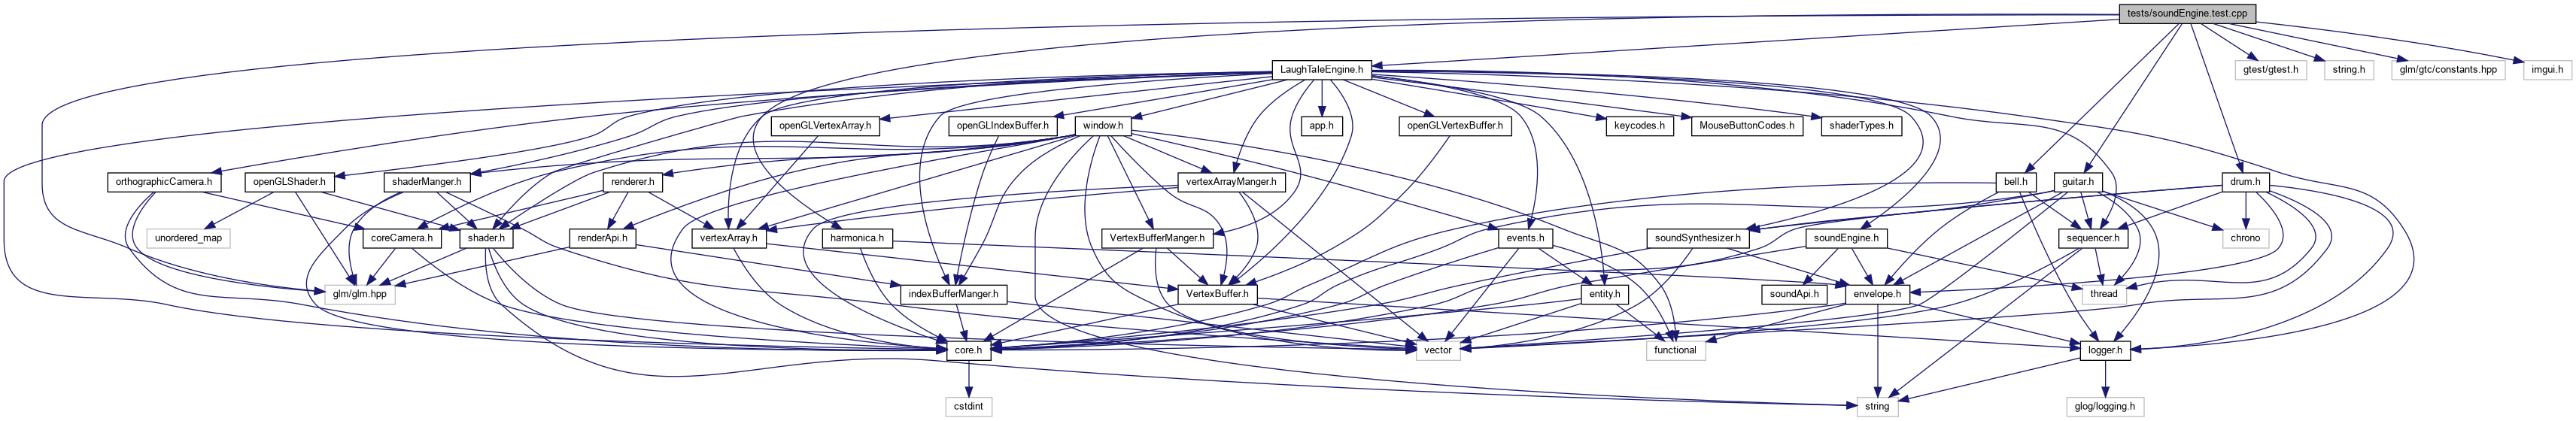 tests/soundEngine.test.cpp
LaughTaleEngine.h
gtest/gtest.h
string.h
glm/gtc/constants.hpp
imgui.h
openGLVertexArray.h
openGLIndexBuffer.h
window.h
app.h
openGLVertexBuffer.h
keycodes.h
MouseButtonCodes.h
shaderTypes.h
orthographicCamera.h
openGLShader.h
shaderManger.h
renderer.h
vertexArrayManger.h
bell.h
guitar.h
drum.h
unordered_map
coreCamera.h
shader.h
renderApi.h
vertexArray.h
harmonica.h
VertexBufferManger.h
events.h
soundSynthesizer.h
soundEngine.h
sequencer.h
chrono
glm/glm.hpp
indexBufferManger.h
VertexBuffer.h
entity.h
soundApi.h
envelope.h
thread
core.h
vector
functional
logger.h
cstdint
string
glog/logging.h